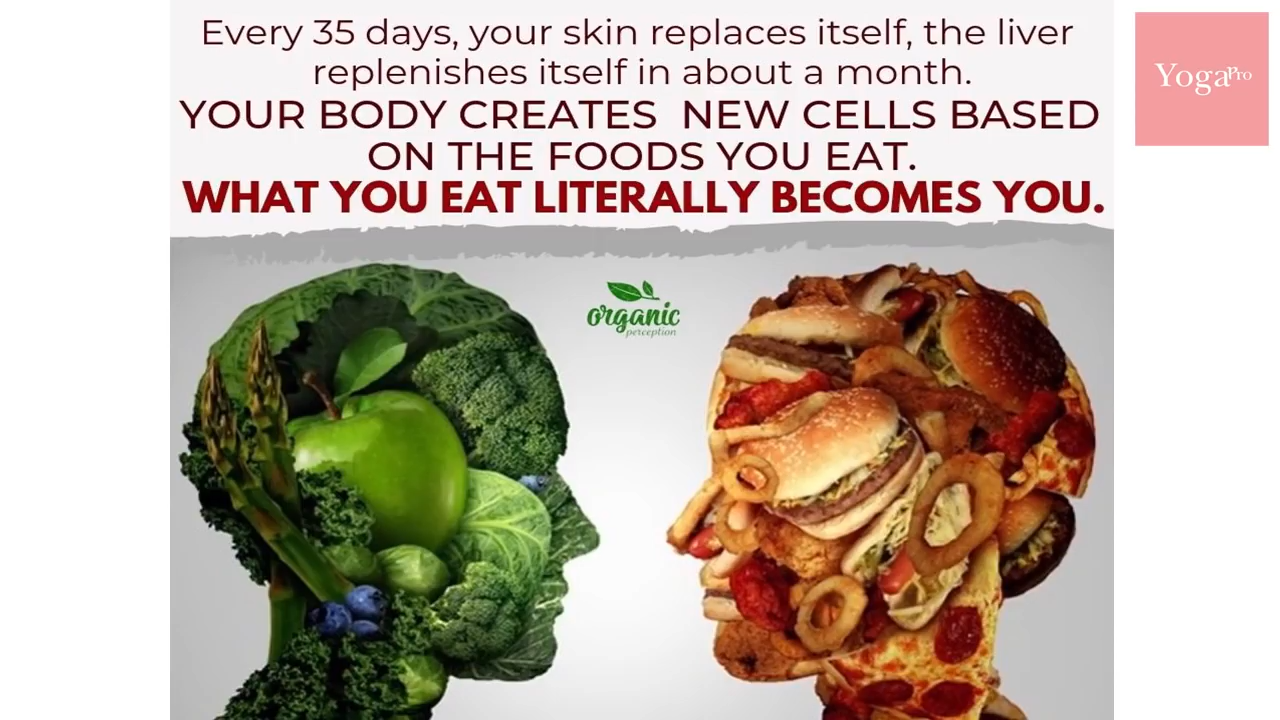 Every 35 days, your skin replaces itself, the liver
replenishes itself in about a month.
YOUR BODY CREATES NEW CELLS BASED
ON THE FOODS YOU EAT.
WHAT YOU EAT LITERALLY BECOMES YOU.
YogaPro
organic
perception